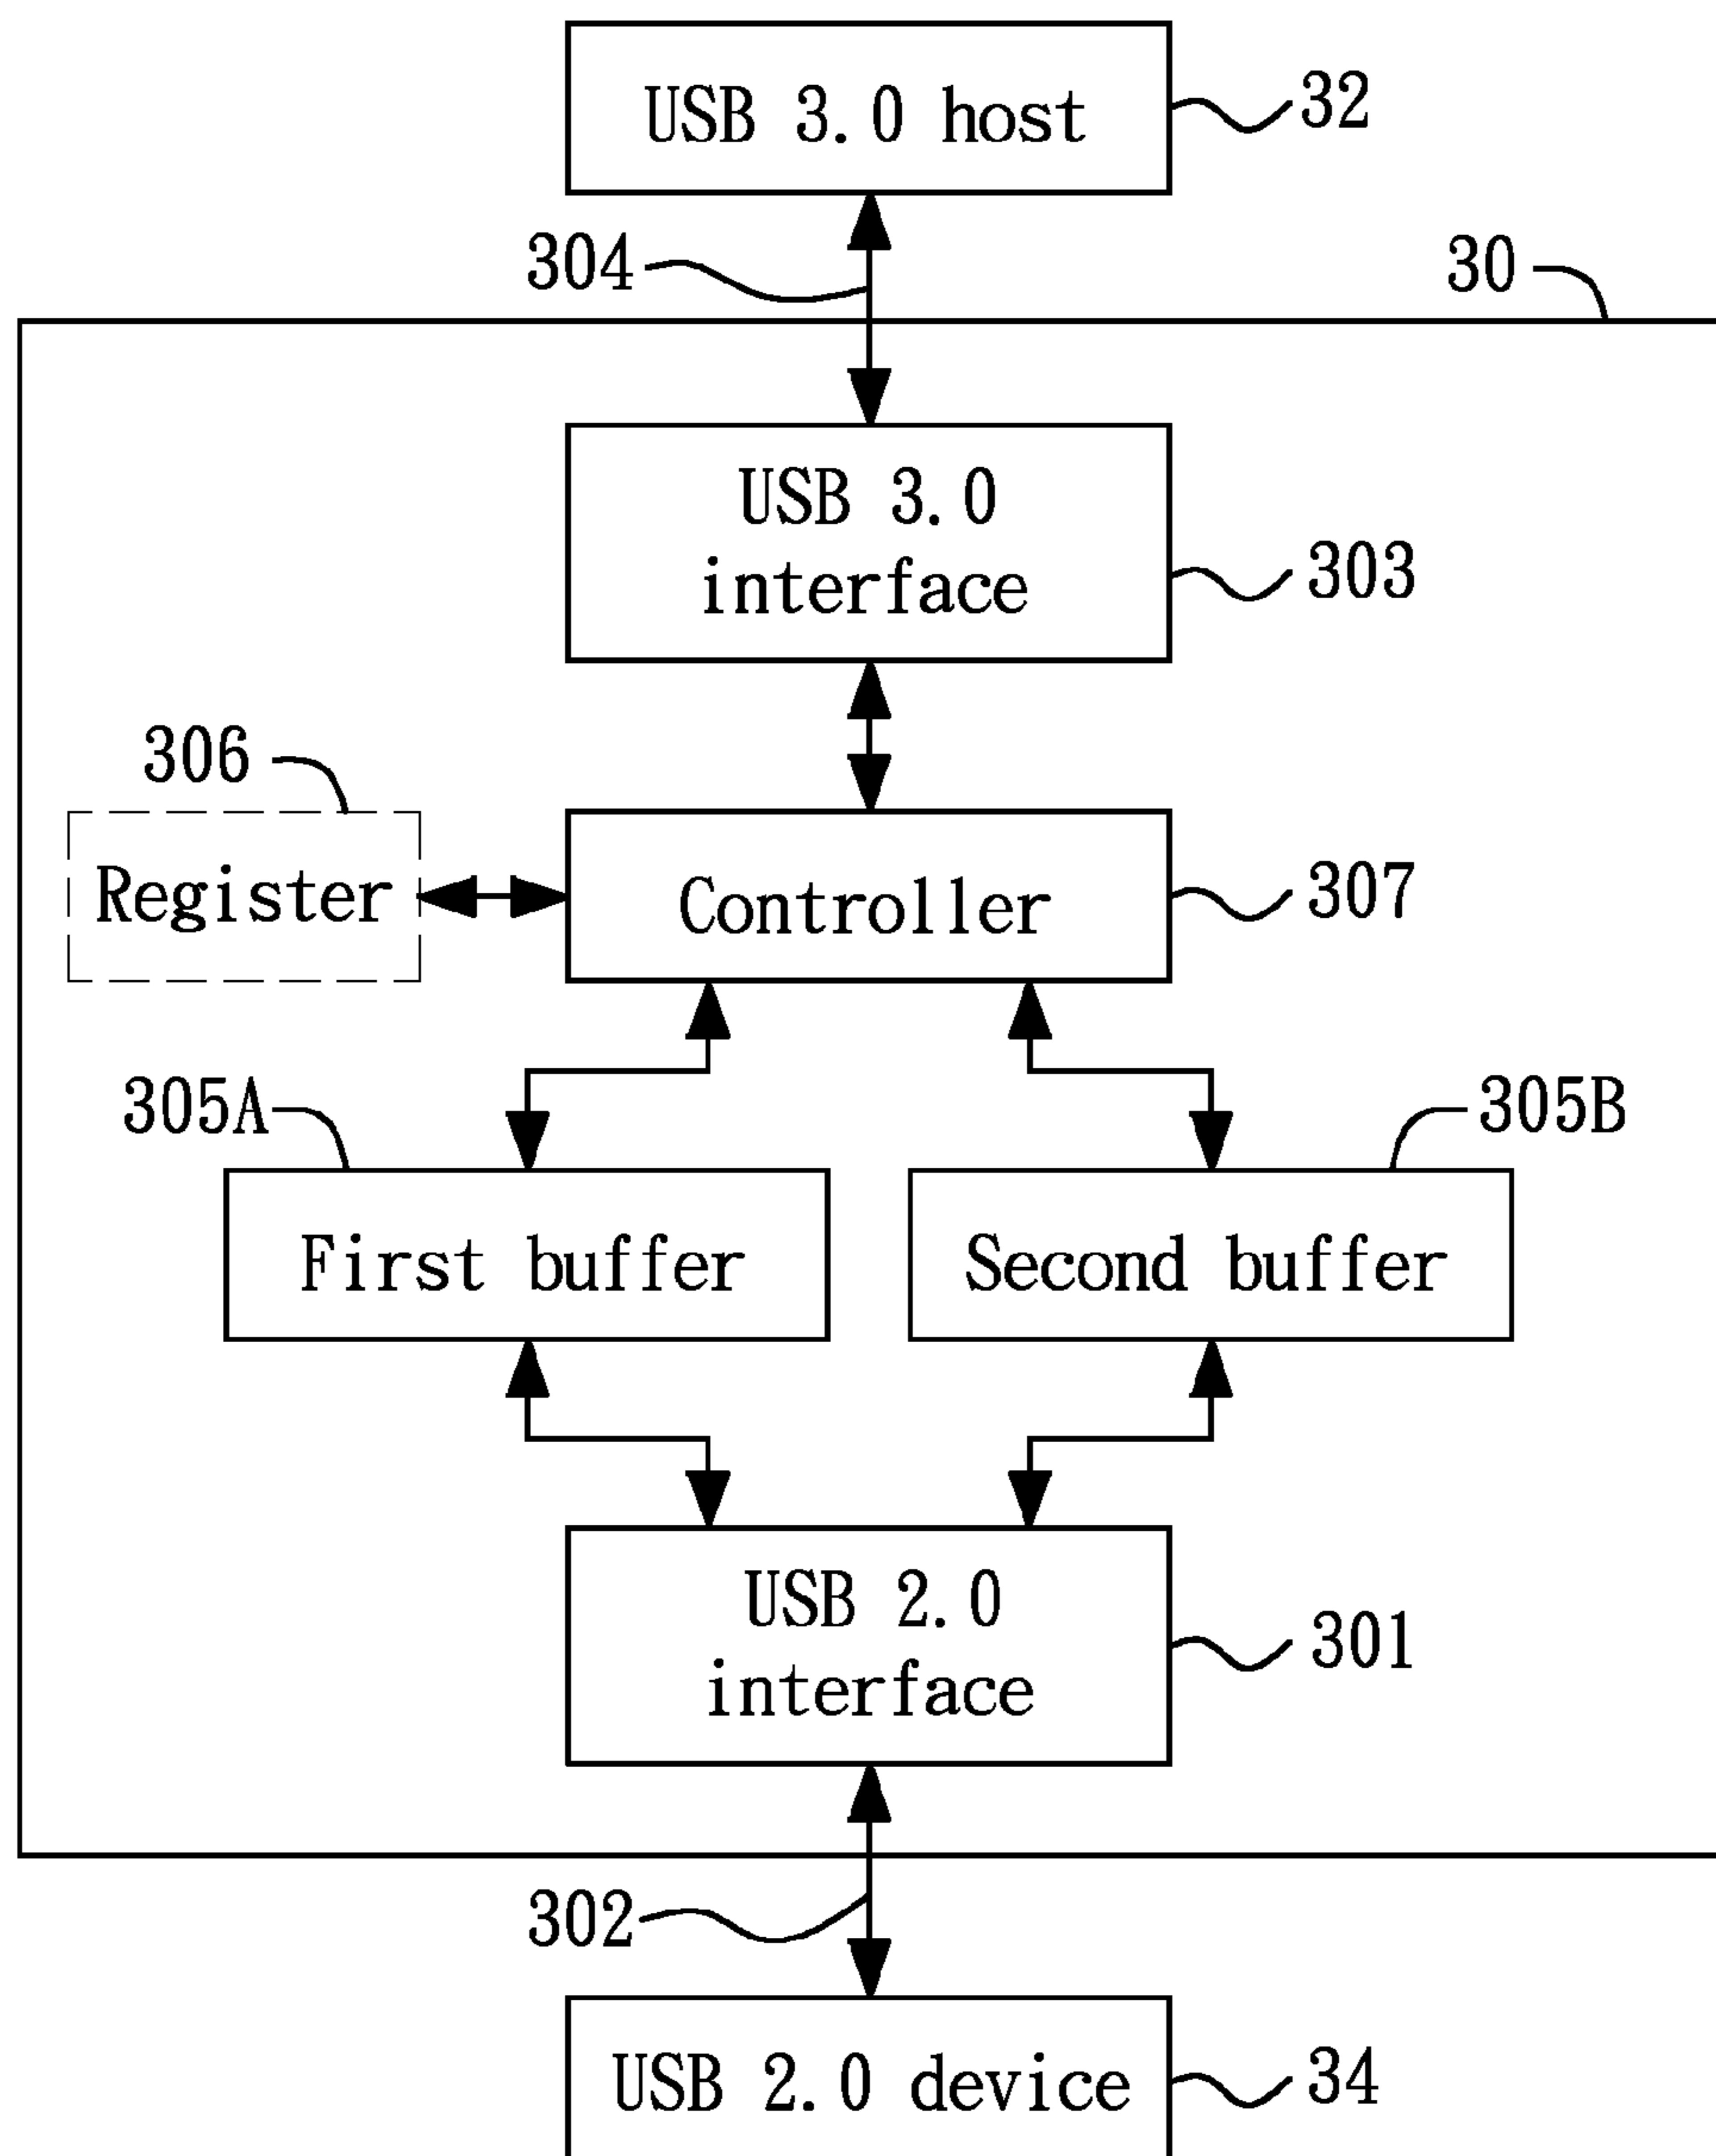 USB 3.0 host
32
304
30
USB 3.0
interface
303
306
Register
Controller
307
305A
305B
First buffer
Second buffer
USB 2.0
interface
301
302
USB 2.0 device
34